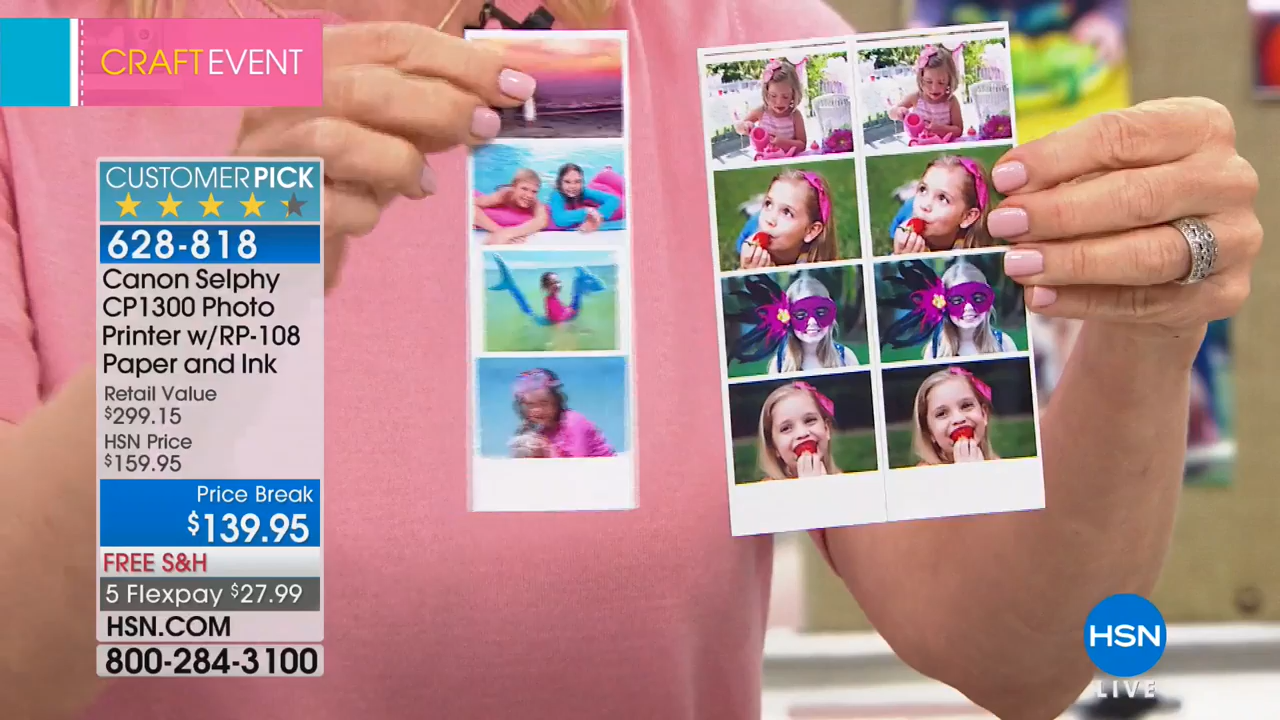 CRAFT EVENT
CUSTOMER PICK
628-818
Canon Selphy
CP1300 Photo
Printer w/RP-108
Paper and Ink
Retail Value
$299.15
HSN Price
$159.95
Price Break
$139.95
FREE S&H
5 Flexpay $27.99
HSN.COM
800-284-3100
HSN
LIVE